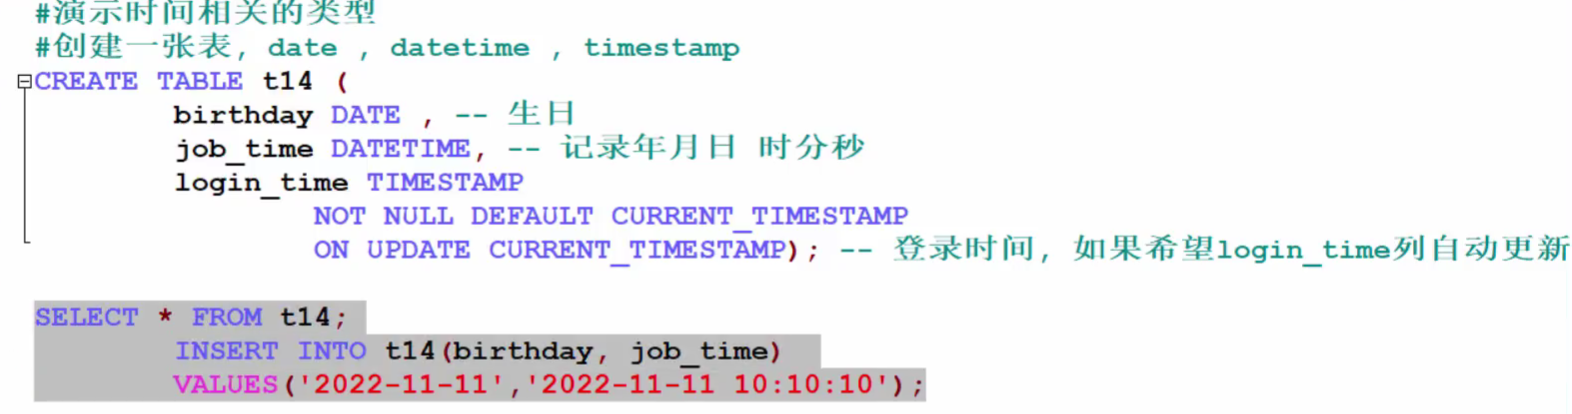 #演示时间相关的类型
#创建一张表, date , datetime , timestamp
CREATE TABLE t14 (
birthday DATE , -- 生日
job_time DATETIME, -- 记录年月日 时分秒
login_time TIMESTAMP
NOT NULL DEFAULT CURRENT_TIMESTAMP
ON UPDATE CURRENT_TIMESTAMP); -- 登录时间, 如果希望login_time列自动更新
SELECT * FROM t14;
INSERT INTO t14(birthday, job_time)
VALUES('2022-11-11','2022-11-11 10:10:10');